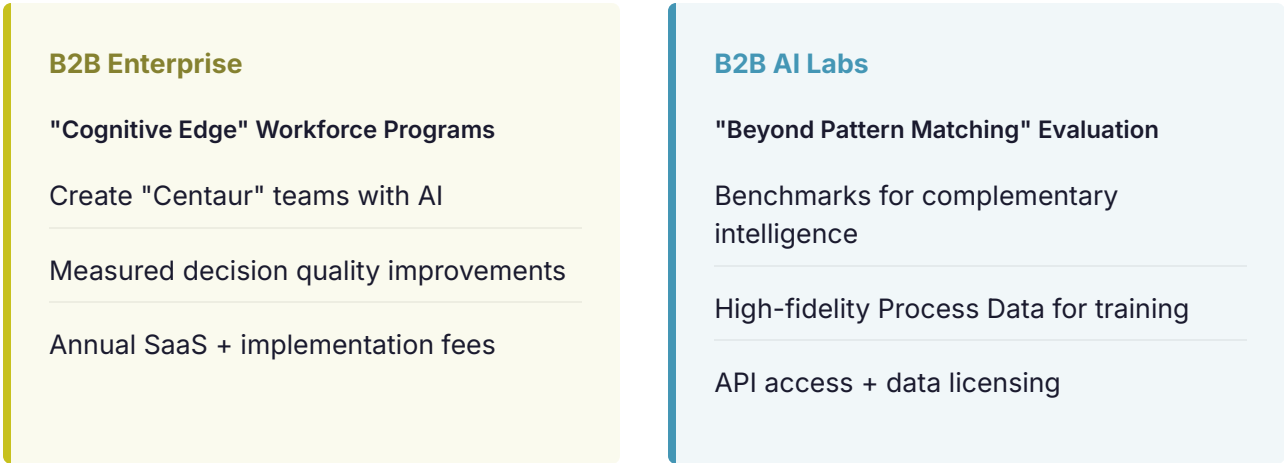 B2B Enterprise
"Cognitive Edge" Workforce Programs
Create "Centaur" teams with AI
Measured decision quality improvements
Annual SaaS + implementation fees
B2B AI Labs
"Beyond Pattern Matching" Evaluation
Benchmarks for complementary
intelligence
High-fidelity Process Data for training
API access + data licensing